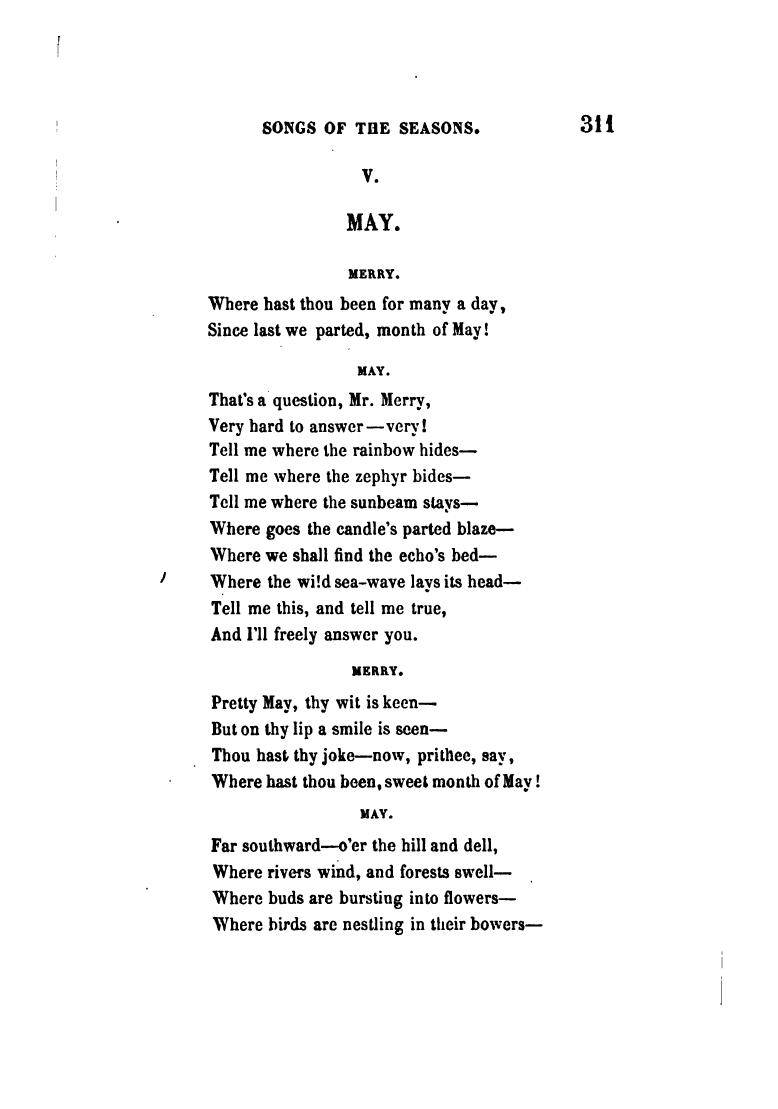 SONGS OF THE SEASONS. 311
V.
MAY.
MERRY.
Where hast thou been for many a day,
Since last we parted, month of May!
MAY.
That's a question, Mr. Merry,
Very hard to answer—very!
Tell me where the rainbow hides—
Tell me where the zephyr bides—
Tell me where the sunbeam stays—
Where goes the candle's parted blaze—
Where we shall find the echo's bed—
Where the wild sea-wave lays its head—
Tell me this, and tell me true,
And I'll freely answer you.
MERRY.
Pretty May, thy wit is keen—
But on thy lip a smile is seen—
Thou hast thy joke—now, prithee, say,
Where hast thou been, sweet month of May!
MAY.
Far southward—o'er the hill and dell,
Where rivers wind, and forests swell—
Where buds are bursting into flowers—
Where birds are nestling in their bowers—